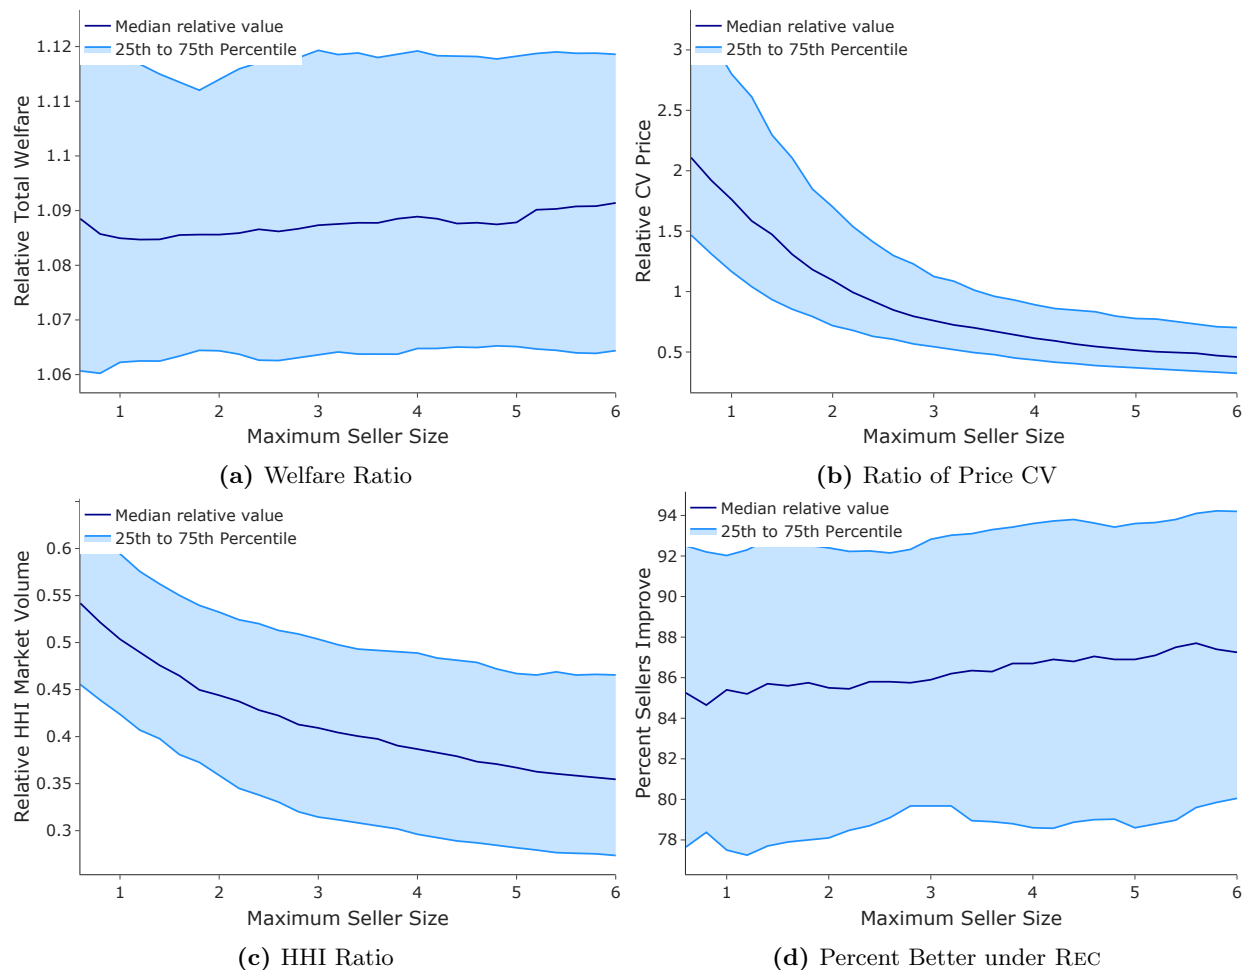 Median relative value
25th to 75th Percentile
1.12
1.11
1.1
1.09
1.08
1.07
1.06
Relative Total Welfare
1 2 3 4 5 6
Maximum Seller Size
(a) Welfare Ratio
Median relative value
25th to 75th Percentile
3
2.5
2
1.5
1
0.5
Relative CV Price
1 2 3 4 5 6
Maximum Seller Size
(b) Ratio of Price CV
Median relative value
25th to 75th Percentile
0.6
0.55
0.5
0.45
0.4
0.35
0.3
Relative HHI Market Volume
1 2 3 4 5 6
Maximum Seller Size
(c) HHI Ratio
Median relative value
25th to 75th Percentile
94
92
90
88
86
84
82
80
78
Percent Sellers Improve
1 2 3 4 5 6
Maximum Seller Size
(d) Percent Better under REC